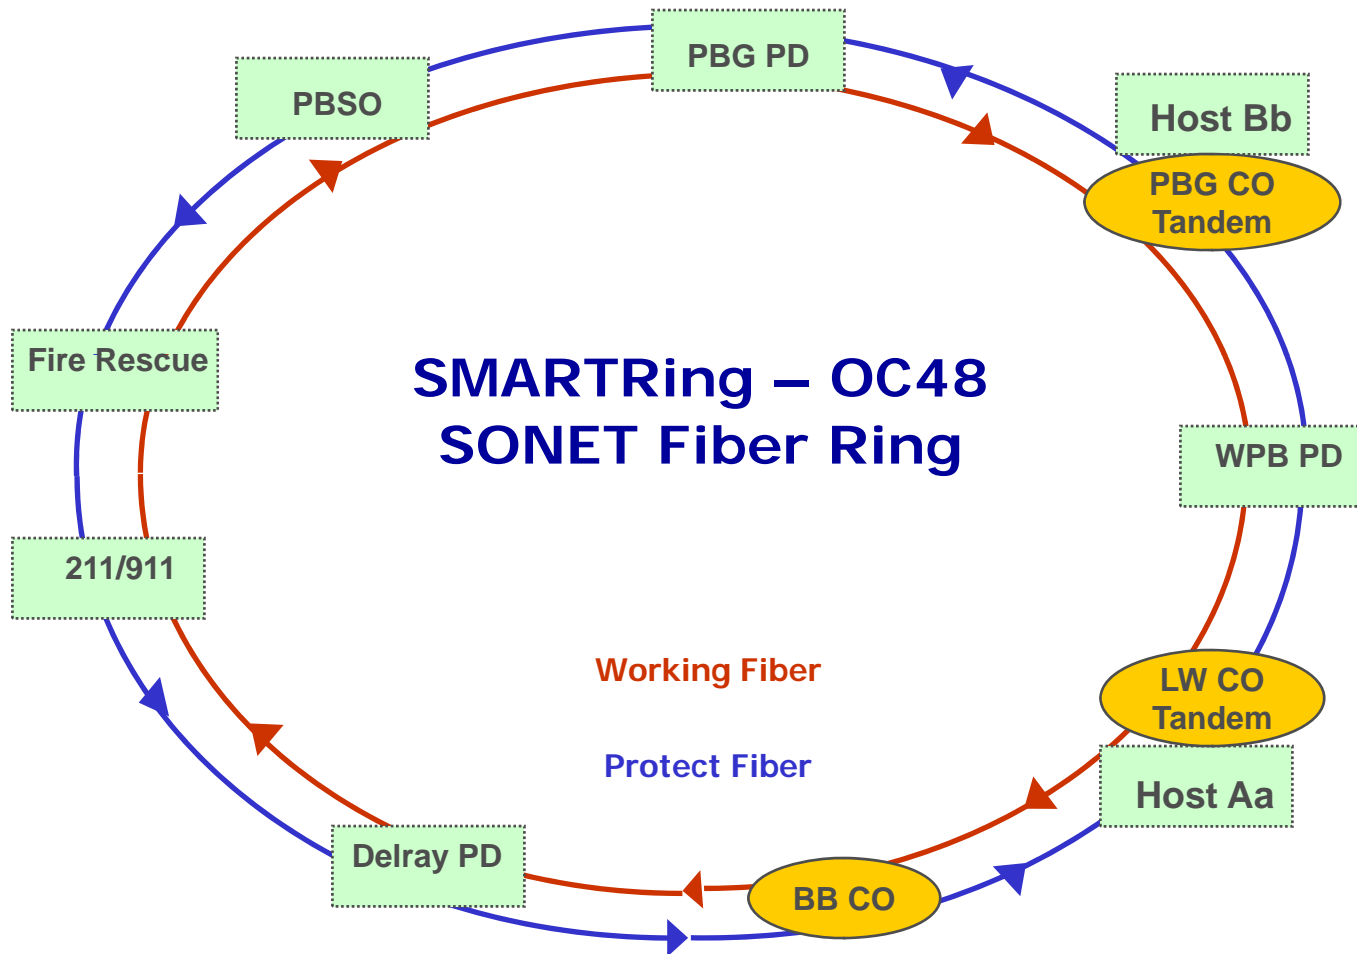 PBG PD
PBSO
Host Bb
PBG CO
Tandem
Fire Rescue
SMARTRing – OC48
SONET Fiber Ring
WPB PD
211/911
Working Fiber
LW CO
Tandem
Protect Fiber
Host Aa
Delray PD
BB CO